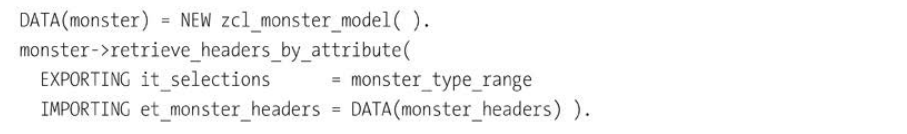 DATA(monster) = NEW zcl_monster_model( ).
monster->retrieve_headers_by_attribute(
  EXPORTING it_selections      = monster_type_range
  IMPORTING et_monster_headers = DATA(monster_headers) ).